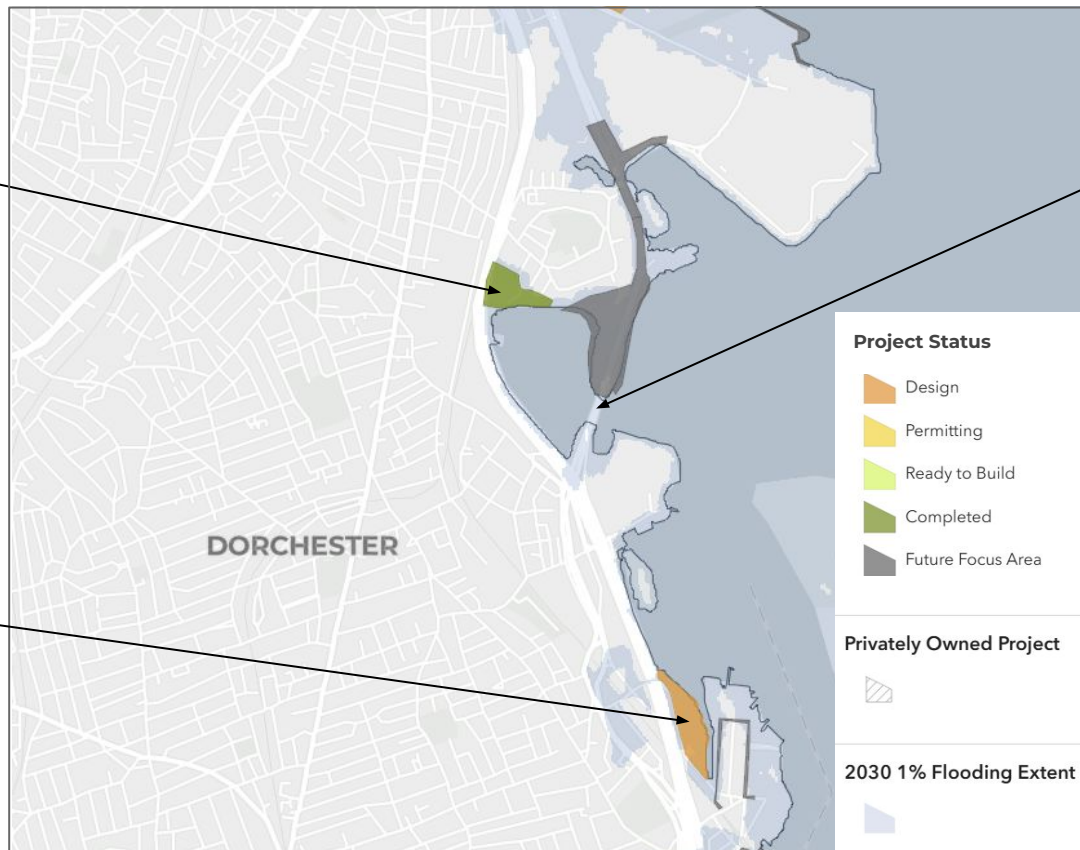 DORCHESTER
Project Status
Design
Permitting
Ready to Build
Completed
Future Focus Area
Privately Owned Project
2030 1% Flooding Extent